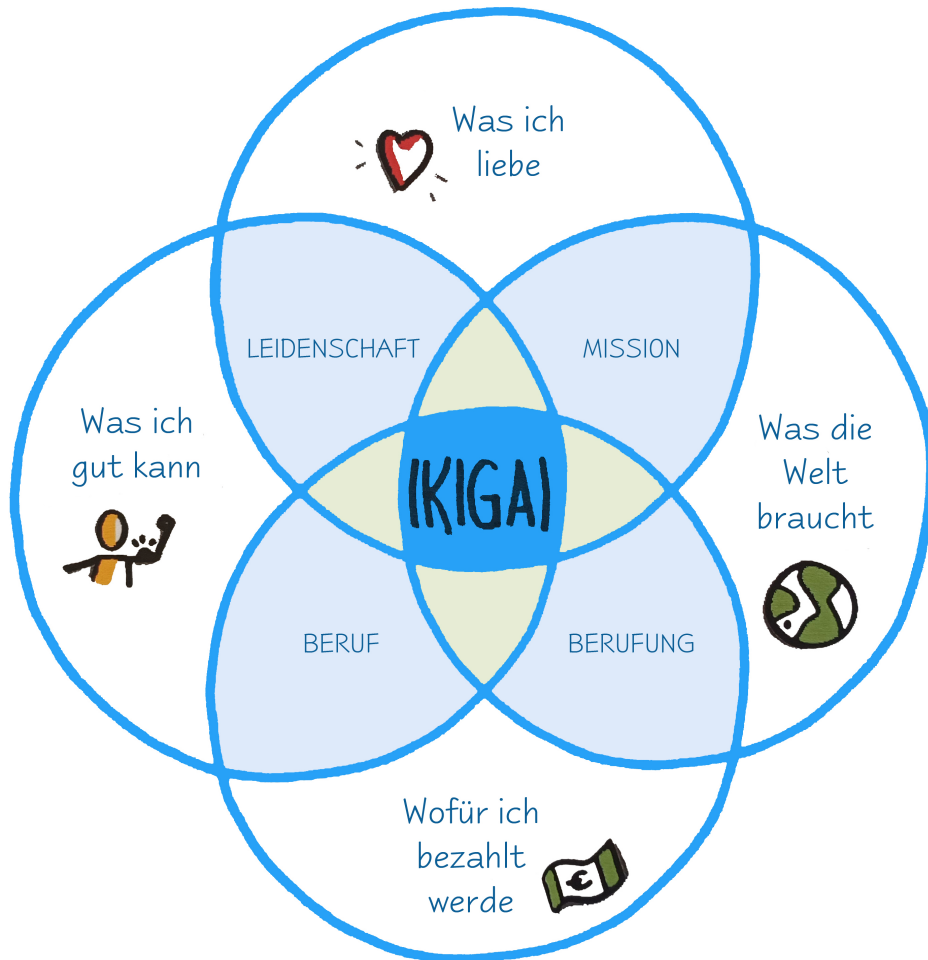 Was ich
liebe
LEIDENSCHAFT
MISSION
Was ich
gut kann
Was die
Welt
braucht
IKIGAI
BERUF
BERUFUNG
Wofür ich
bezahlt
werde
€